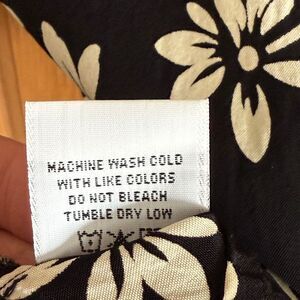 MACHINE WASH COLD
WITH LIKE COLORS
DO NOT BLEACH
TUMBLE DRY LOW